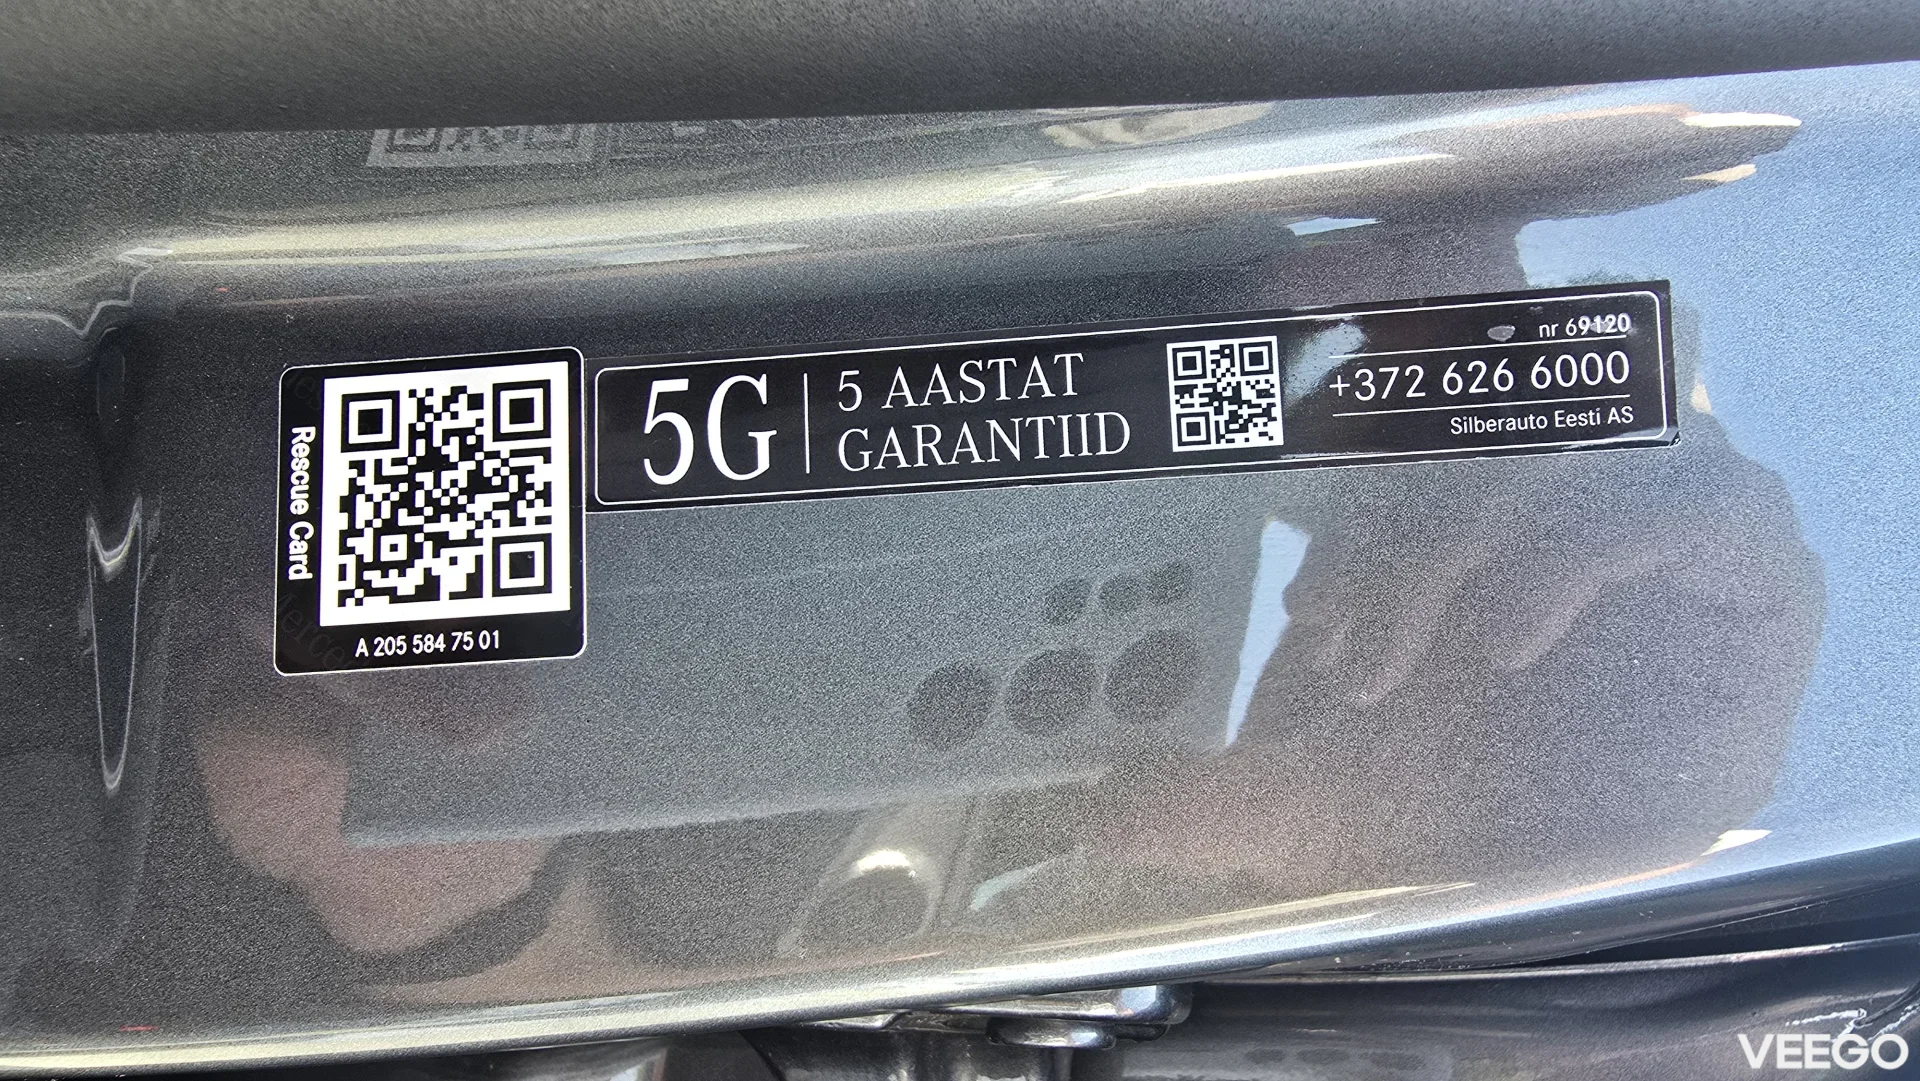 Rescue Card
A 205 584 75 01
5G
5 AASTAT
GARANTIID
nr 69120
+372 626 6000
Silberauto Eesti AS
VEEGO